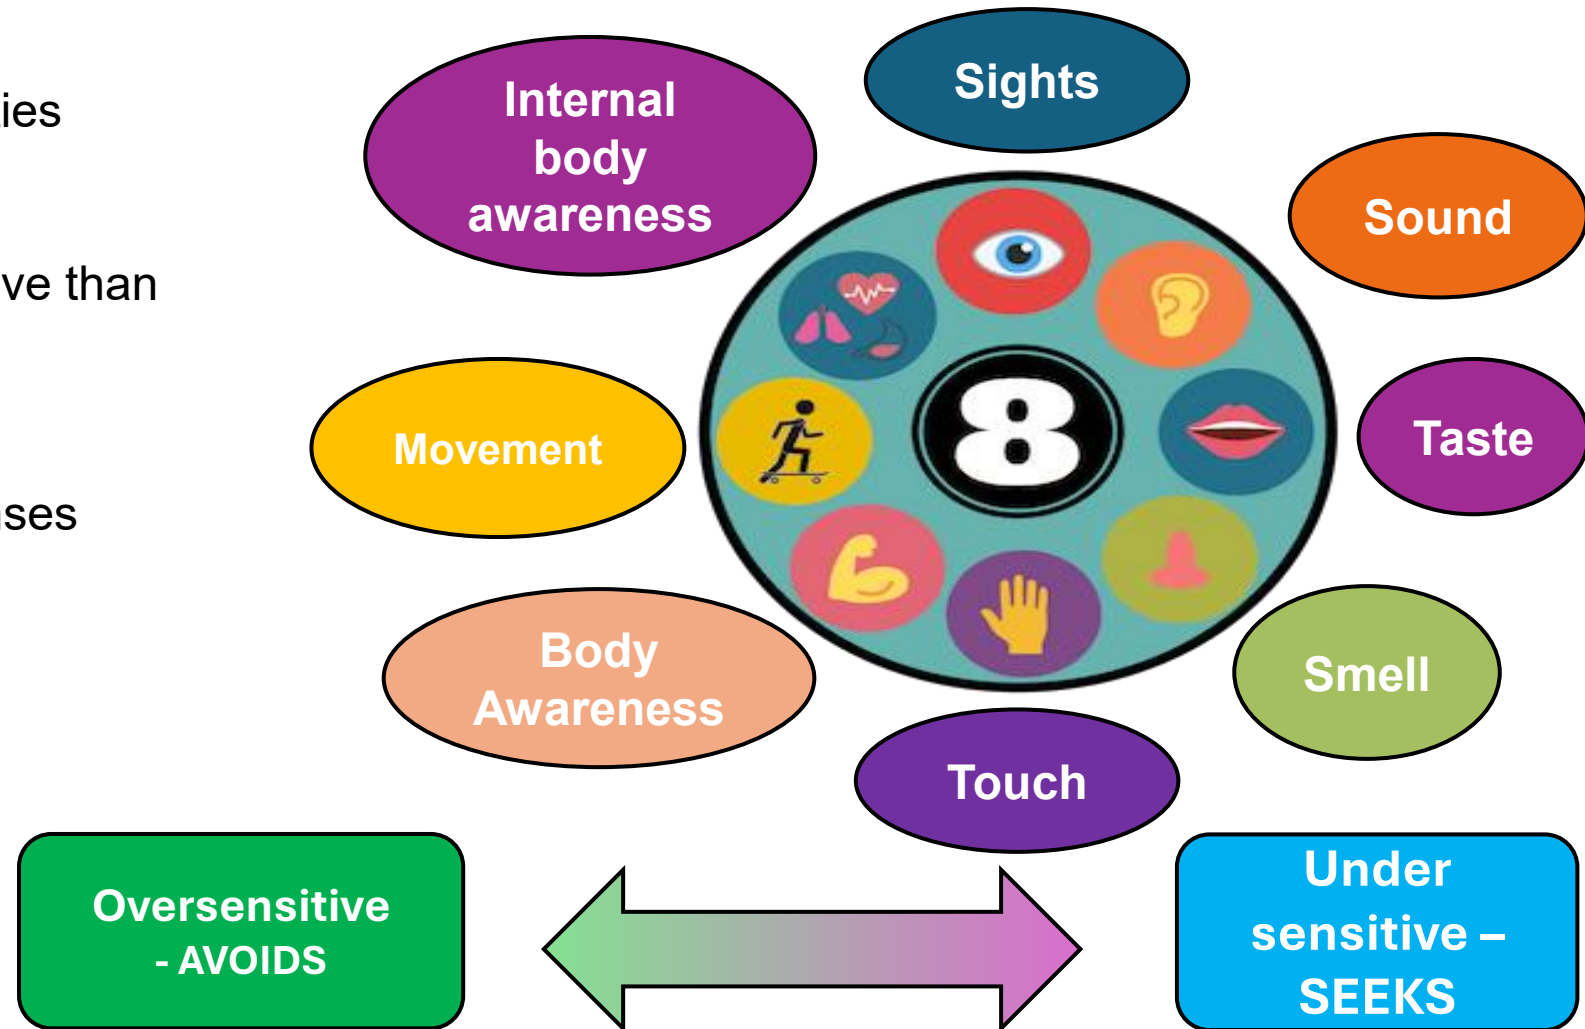 ties
ve than
ses
Internal
body
awareness
Sights
Sound
Taste
Smell
Touch
Body
Awareness
Movement
8
Oversensitive
- AVOIDS
Under
sensitive –
SEEKS